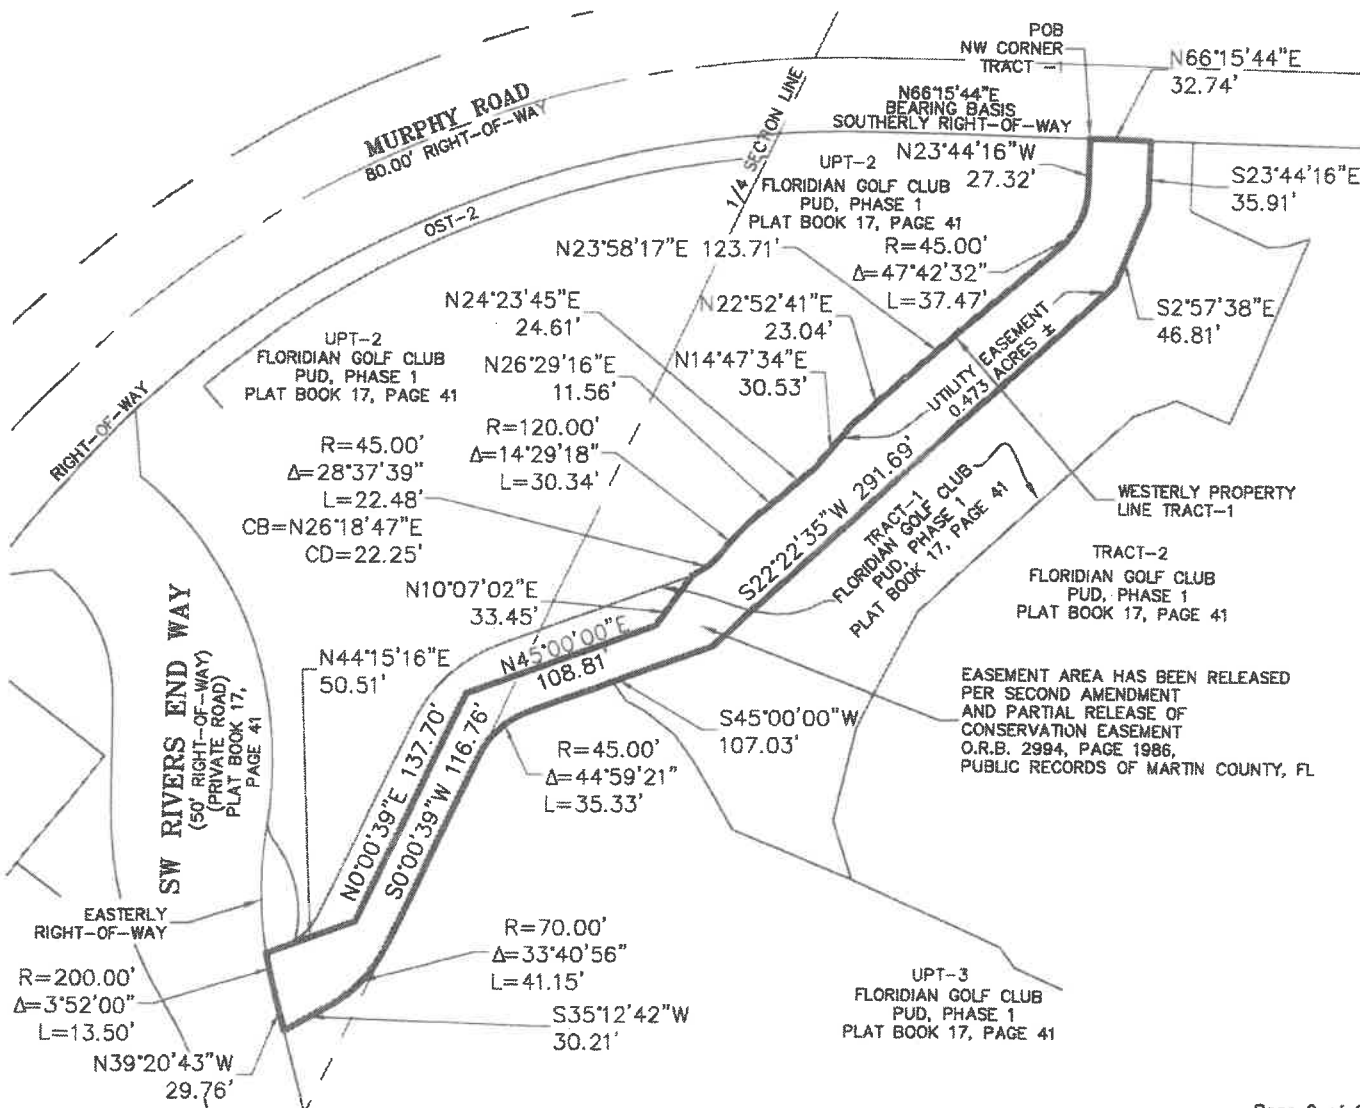 POB
NW CORNER
TRACT -1
N66°15'44"E
32.74'
MURPHY ROAD
80.00' RIGHT-OF-WAY
1/4 SECTION LINE
N66°15'44"E
BEARING BASIS
SOUTHERLY RIGHT-OF-WAY
UPT-2
FLORIDIAN GOLF CLUB
PUD, PHASE 1
PLAT BOOK 17, PAGE 41
N23°44'16"W
27.32'
S23°44'16"E
35.91'
OST-2
N23°58'17"E 123.71'
R=45.00'
Δ=47°42'32"
L=37.47'
N24°23'45"E
24.61'
N22°52'41"E
23.04'
S2°57'38"E
46.81'
UPT-2
FLORIDIAN GOLF CLUB
PUD, PHASE 1
PLAT BOOK 17, PAGE 41
N26°29'16"E
11.56'
N14°47'34"E
30.53'
UTILITY EASEMENT
0.473 ACRES ±
RIGHT-OF-WAY
R=45.00'
Δ=28°37'39"
L=22.48'
CB=N26°18'47"E
CD=22.25'
R=120.00'
Δ=14°29'18"
L=30.34'
S22°22'35"W 291.69'
TRACT-1
FLORIDIAN GOLF CLUB
PUD, PHASE 1
PLAT BOOK 17, PAGE 41
WESTERLY PROPERTY
LINE TRACT-1
TRACT-2
FLORIDIAN GOLF CLUB
PUD, PHASE 1
PLAT BOOK 17, PAGE 41
N10°07'02"E
33.45'
SW RIVERS END WAY
(50' RIGHT-OF-WAY)
(PRIVATE ROAD)
PLAT BOOK 17,
PAGE 41
N44°15'16"E
50.51'
N45°00'00"E
108.81'
EASEMENT AREA HAS BEEN RELEASED
PER SECOND AMENDMENT
AND PARTIAL RELEASE OF
CONSERVATION EASEMENT
O.R.B. 2994, PAGE 1986,
PUBLIC RECORDS OF MARTIN COUNTY, FL
S45°00'00"W
107.03'
R=45.00'
Δ=44°59'21"
L=35.33'
N0°00'39"E 137.70'
S0°00'39"W 116.76'
EASTERLY
RIGHT-OF-WAY
R=70.00'
Δ=33°40'56"
L=41.15'
R=200.00'
Δ=3°52'00"
L=13.50'
S35°12'42"W
30.21'
N39°20'43"W
29.76'
UPT-3
FLORIDIAN GOLF CLUB
PUD, PHASE 1
PLAT BOOK 17, PAGE 41